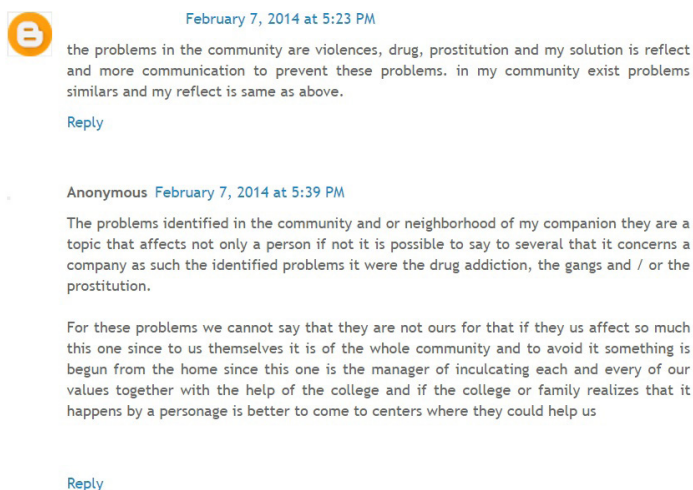 February 7, 2014 at 5:23 PM
the problems in the community are violences, drug, prostitution and my solution is reflect
and more communication to prevent these problems. in my community exist problems
similars and my reflect is same as above.
Reply
Anonymous February 7, 2014 at 5:39 PM
The problems identified in the community and or neighborhood of my companion they are a
topic that affects not only a person if not it is possible to say to several that it concerns a
company as such the identified problems it were the drug addiction, the gangs and / or the
prostitution.
For these problems we cannot say that they are not ours for that if they us affect so much
this one since to us themselves it is of the whole community and to avoid it something is
begun from the home since this one is the manager of inculcating each and every of our
values together with the help of the college and if the college or family realizes that it
happens by a personage is better to come to centers where they could help us
Reply